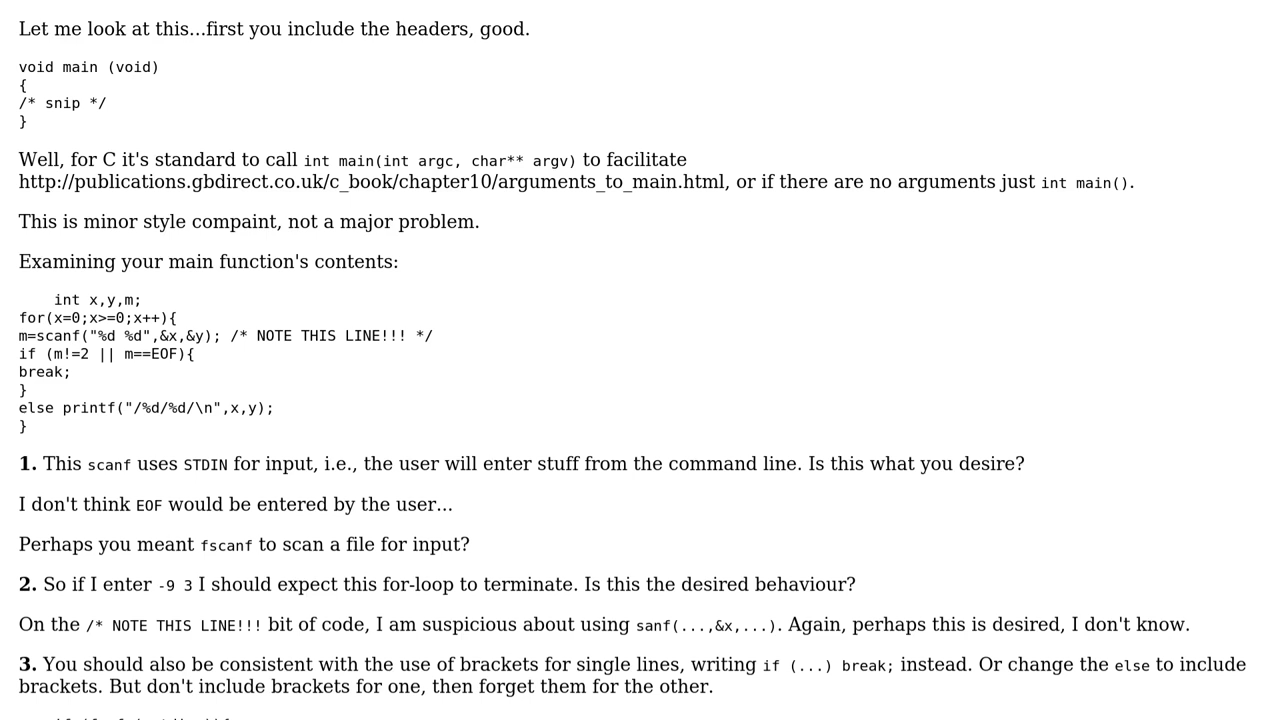 Let me look at this...first you include the headers, good.
void main (void)
{
/* snip */
}
Well, for C it's standard to call int main(int argc, char** argv) to facilitate
http://publications.gbdirect.co.uk/c_book/chapter10/arguments_to_main.html, or if there are no arguments just int main().
This is minor style compaint, not a major problem.
Examining your main function's contents:
int x,y,m;
for(x=0;x>=0;x++){
m=scanf("%d %d",&x,&y); /* NOTE THIS LINE!!! */
if (m!=2 || m==EOF){
break;
}
else printf("/%d/%d/\n",x,y);
}
1. This scanf uses STDIN for input, i.e., the user will enter stuff from the command line. Is this what you desire?
I don't think EOF would be entered by the user...
Perhaps you meant fscanf to scan a file for input?
2. So if I enter -9 3 I should expect this for-loop to terminate. Is this the desired behaviour?
On the /* NOTE THIS LINE!!! bit of code, I am suspicious about using sanf(...,&x,...). Again, perhaps this is desired, I don't know.
3. You should also be consistent with the use of brackets for single lines, writing if (...) break; instead. Or change the else to include
brackets. But don't include brackets for one, then forget them for the other.